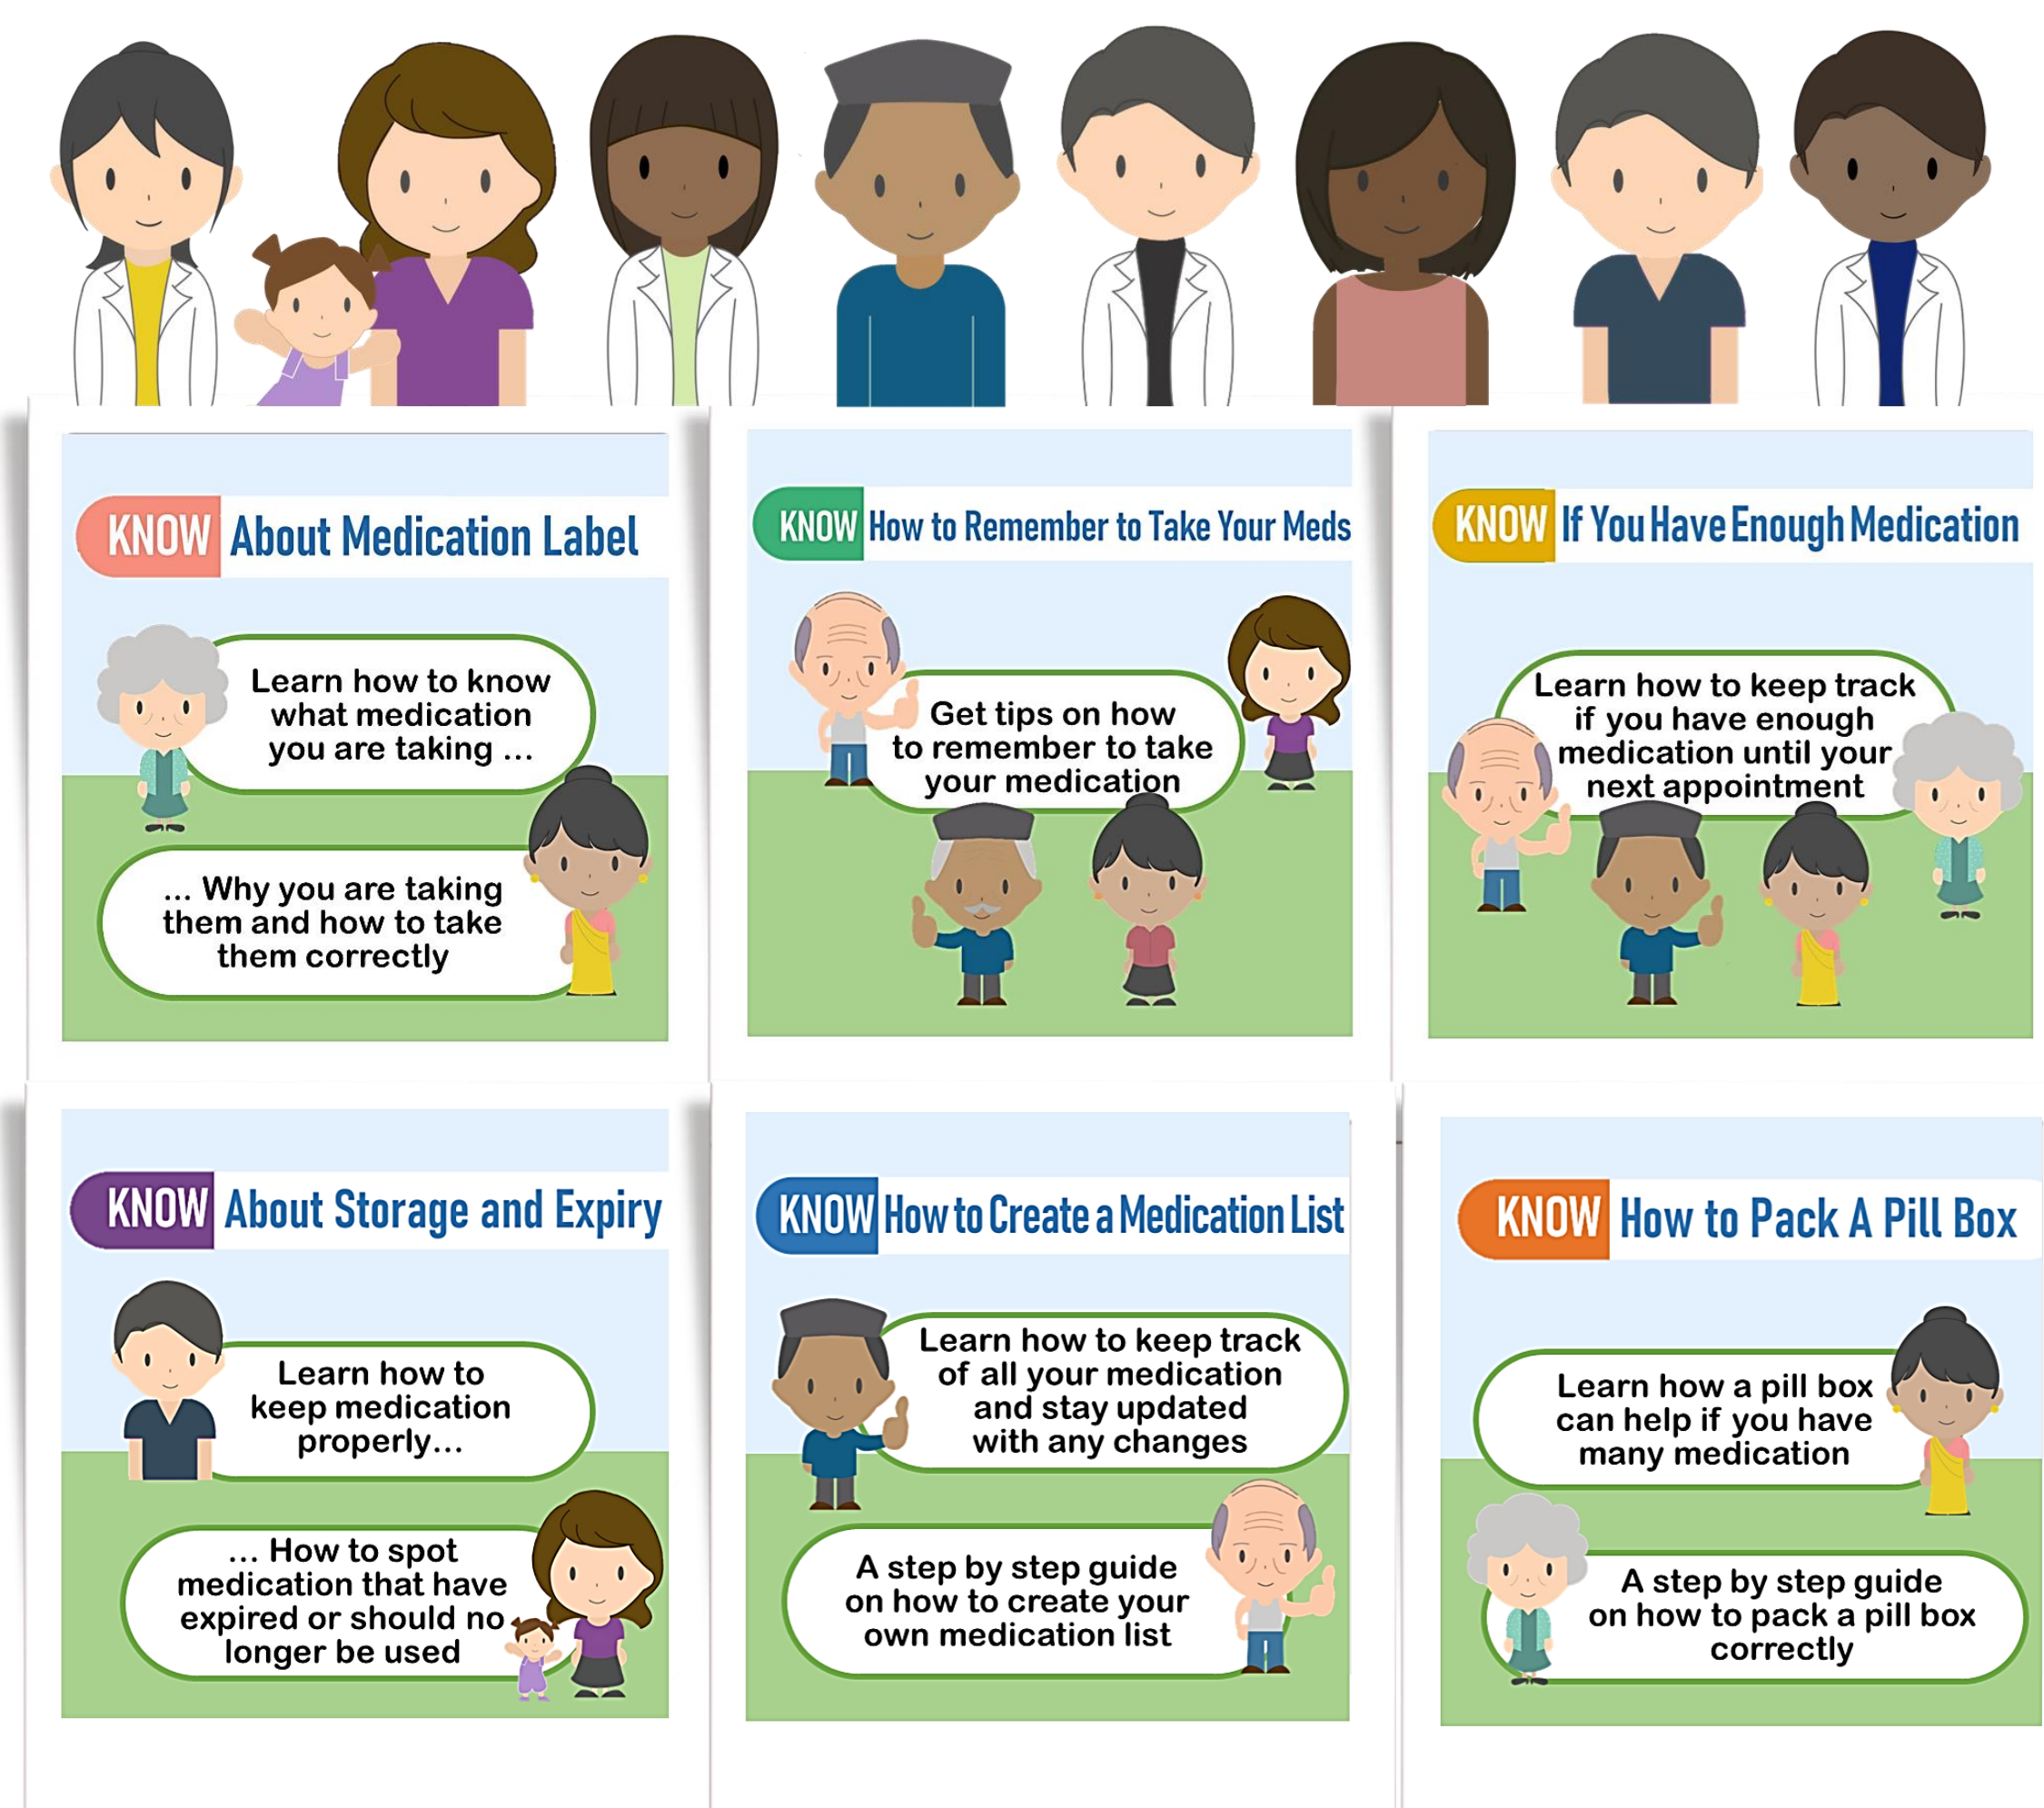 KNOW About Medication Label
Learn how to know
what medication
you are taking ...
... Why you are taking
them and how to take
them correctly
KNOW How to Remember to Take Your Meds
Get tips on how
to remember to take
your medication
KNOW If You Have Enough Medication
Learn how to keep track
if you have enough
medication until your
next appointment
KNOW About Storage and Expiry
Learn how to
keep medication
properly...
... How to spot
medication that have
expired or should no
longer be used
KNOW How to Create a Medication List
Learn how to keep track
of all your medication
and stay updated
with any changes
A step by step guide
on how to create your
own medication list
KNOW How to Pack A Pill Box
Learn how a pill box
can help if you have
many medication
A step by step guide
on how to pack a pill box
correctly